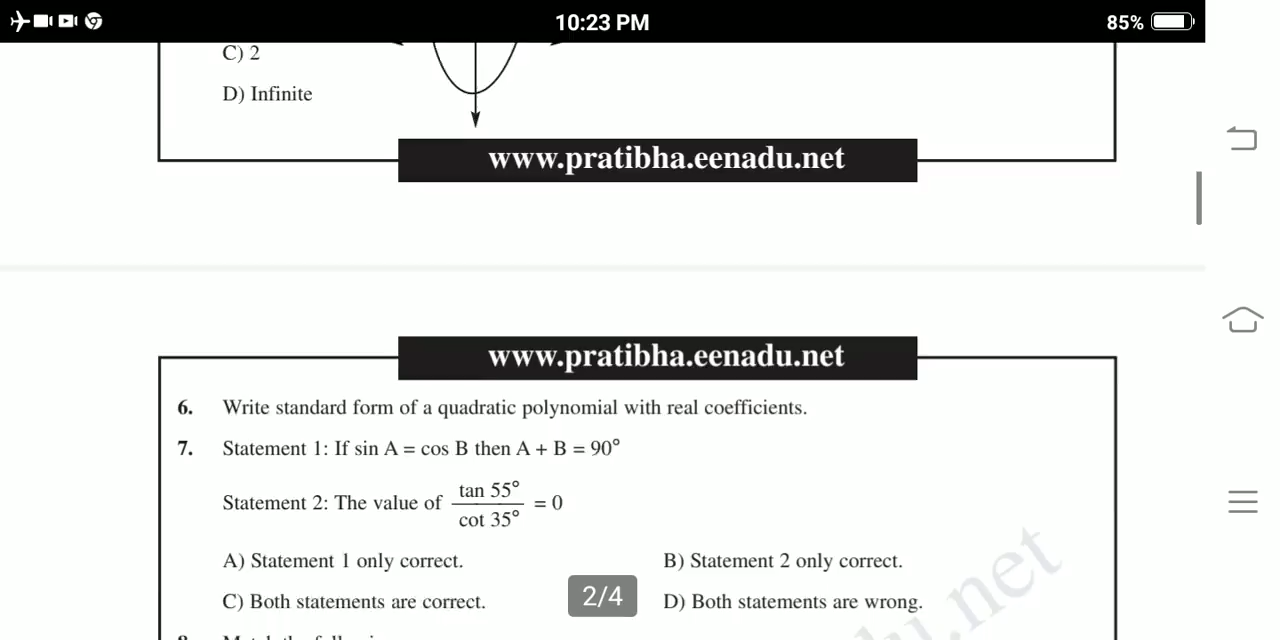 10:23 PM
85%
C) 2
D) Infinite
www.pratibha.eenadu.net
www.pratibha.eenadu.net
6. Write standard form of a quadratic polynomial with real coefficients.
7. Statement 1: If sin A = cos B then A + B = 90°
Statement 2: The value of tan 55° / cot 35° = 0
A) Statement 1 only correct. B) Statement 2 only correct.
C) Both statements are correct. D) Both statements are wrong.
2/4